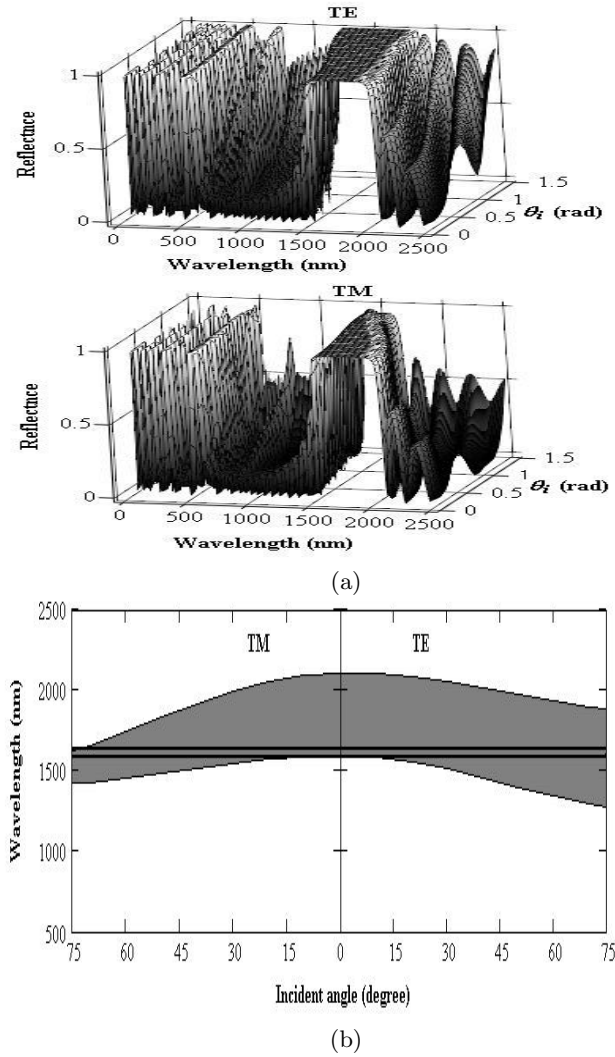 TE
1
0.5
0
Reflectnce
0 500 1000 1500 2000 2500
Wavelength (nm)
1.5
1
0.5
0
θi (rad)
TM
1
0.5
0
Reflectnce
0 500 1000 1500 2000 2500
Wavelength (nm)
1.5
1
0.5
0
θi (rad)
(a)
2500
2000
1500
1000
500
Wavelength (nm)
TM TE
75 60 45 30 15 0 15 30 45 60 75
Incident angle (degree)
(b)